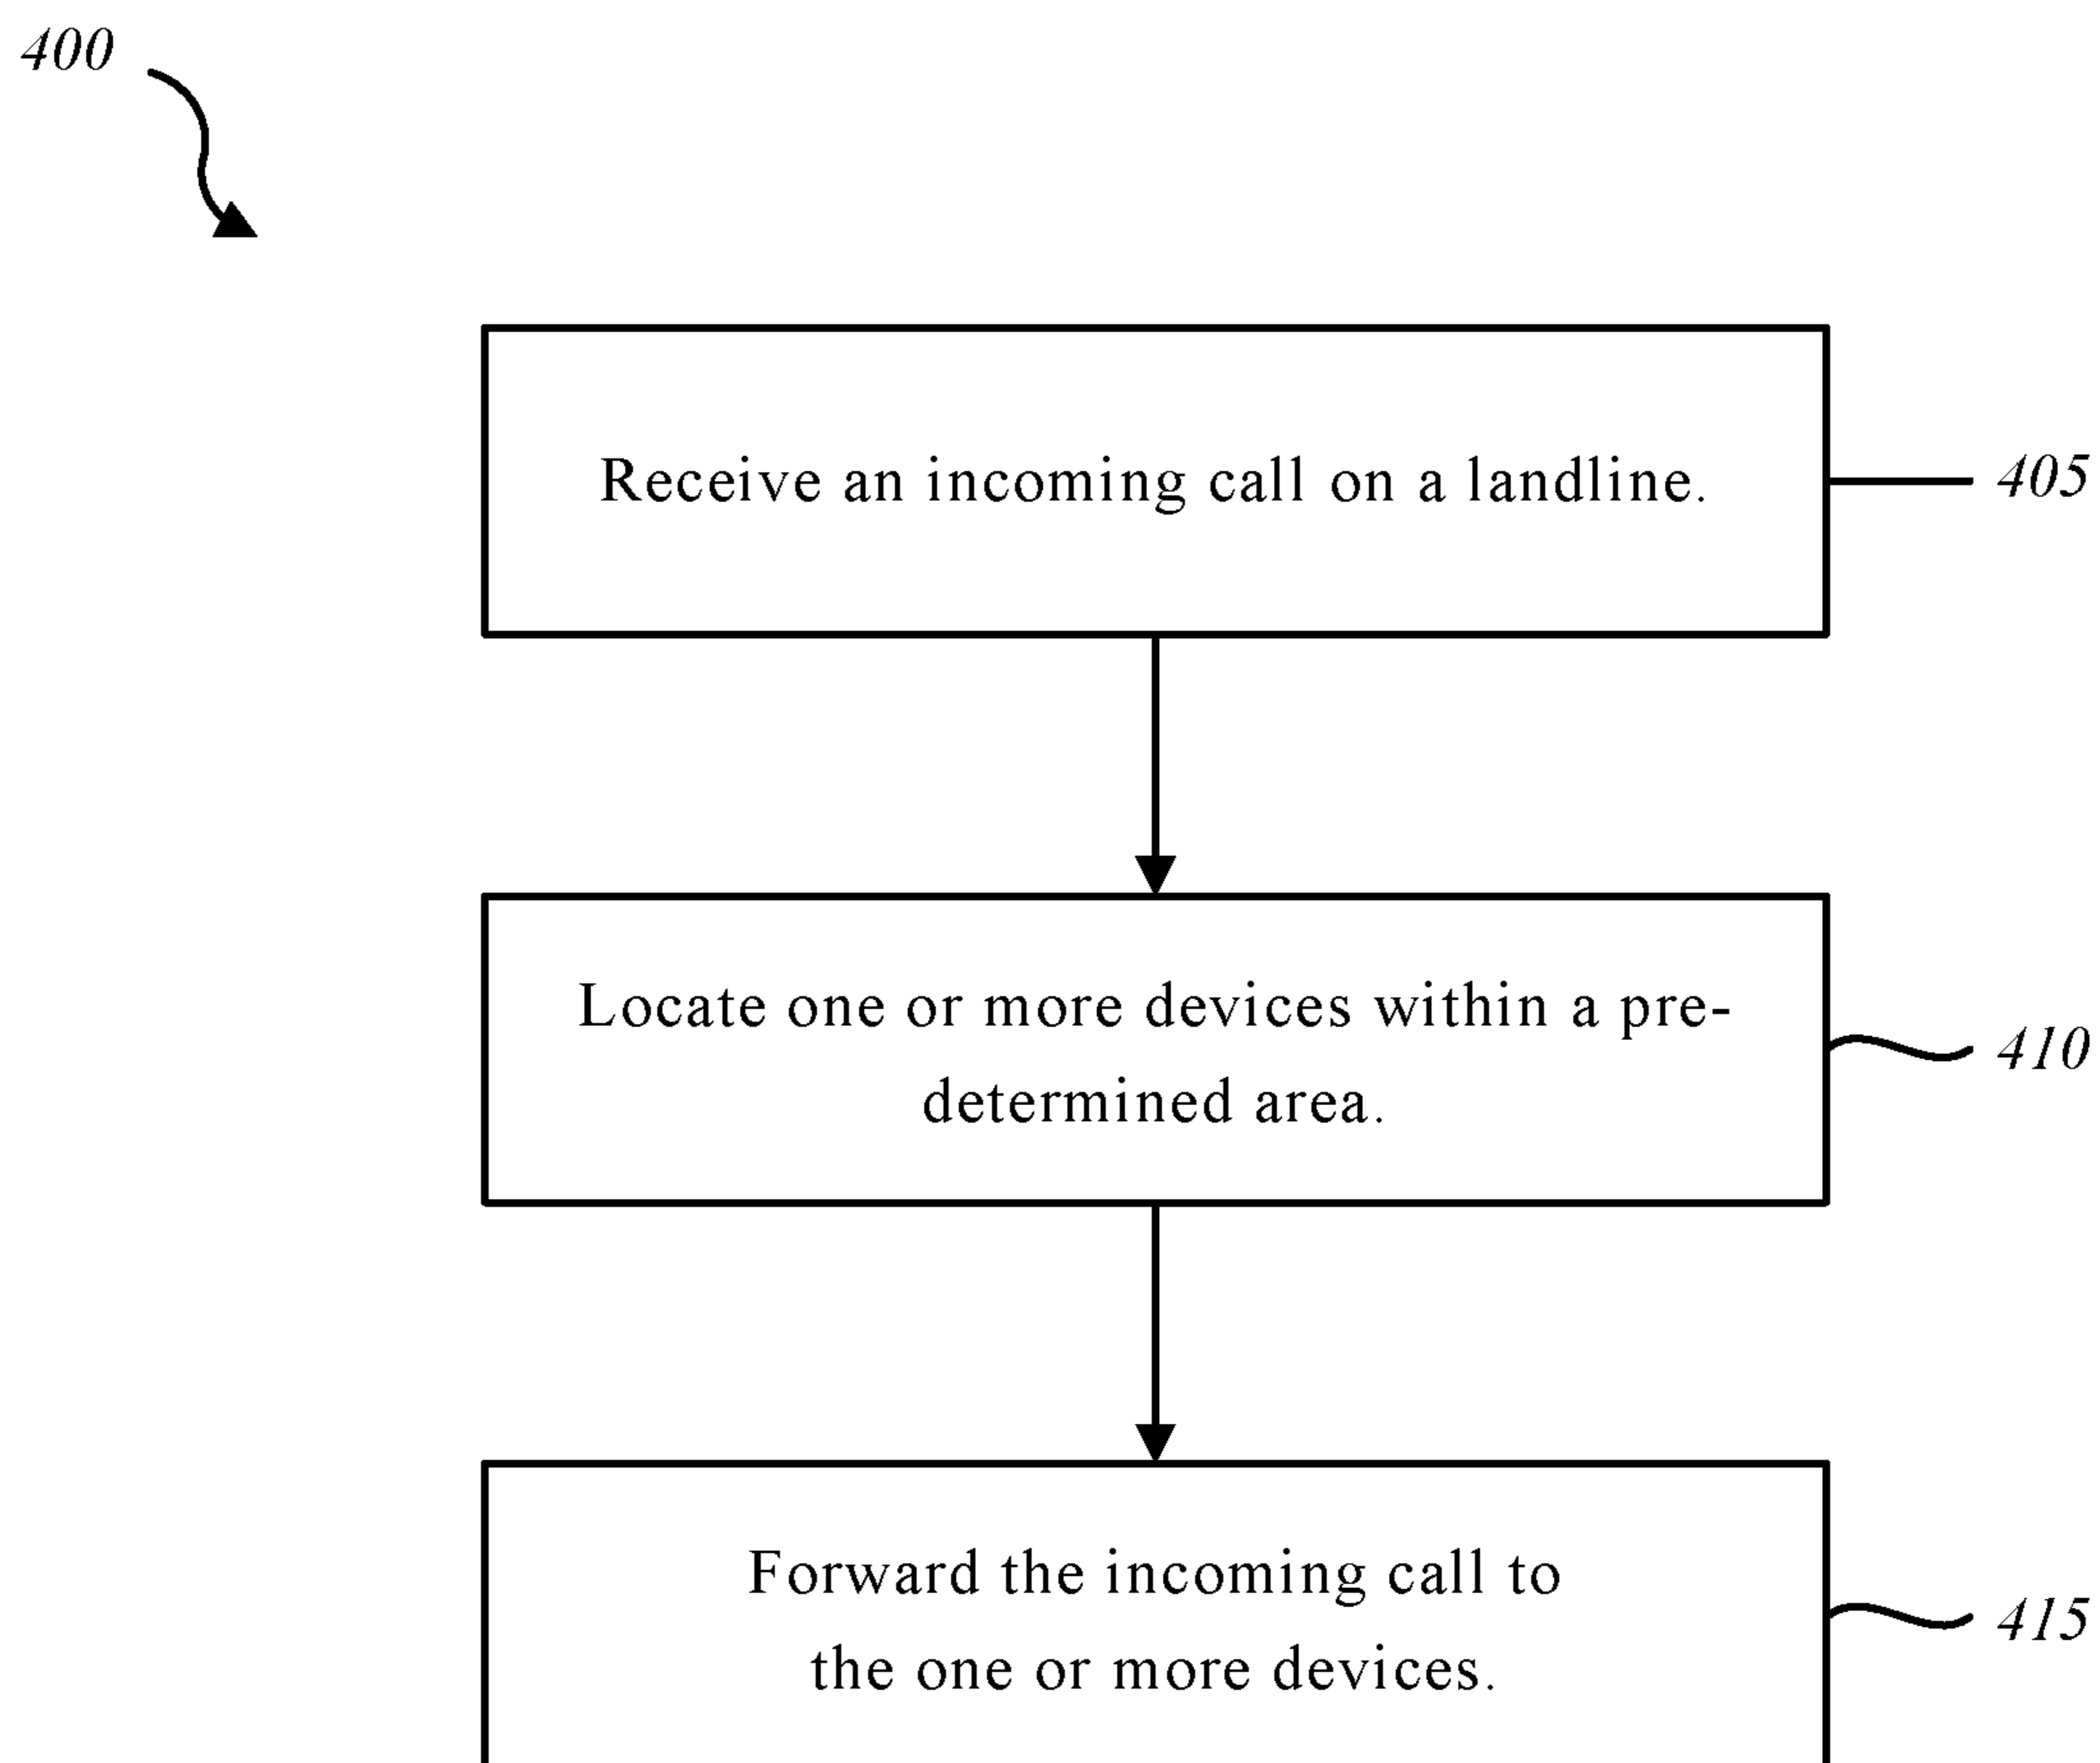 400
Receive an incoming call on a landline.
405
Locate one or more devices within a pre-
determined area.
410
Forward the incoming call to
the one or more devices.
415